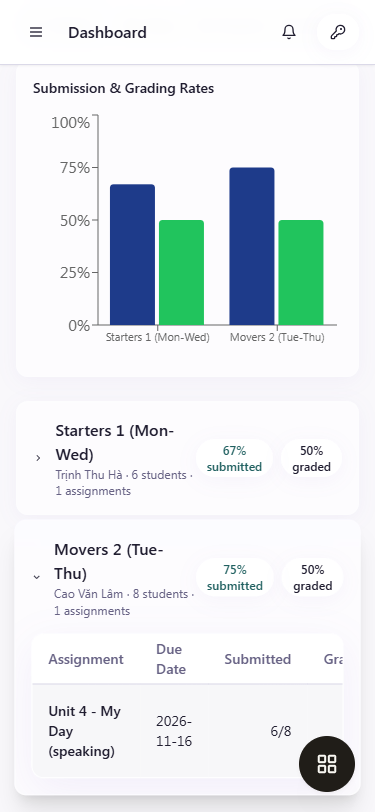 Dashboard
Submission & Grading Rates
100%
75%
50%
25%
0%
Starters 1 (Mon-Wed)
Movers 2 (Tue-Thu)
Starters 1 (Mon-
Wed)
Trịnh Thu Hà · 6 students ·
1 assignments
67%
submitted
50%
graded
Movers 2 (Tue-
Thu)
Cao Văn Lâm · 8 students ·
1 assignments
75%
submitted
50%
graded
Assignment
Due
Date
Submitted
Gra
Unit 4 - My
Day
(speaking)
2026-
11-16
6/8